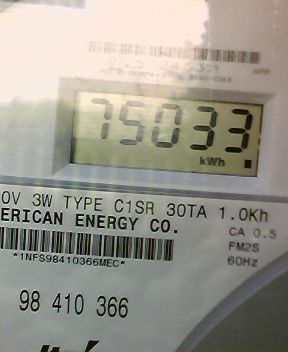 75033
kWh
0V 3W TYPE C1SR 30TA 1.0Kh
ERICAN ENERGY CO.
CA 0.5
FM2S
*1NFS98410366MEC*
60Hz
98 410 366